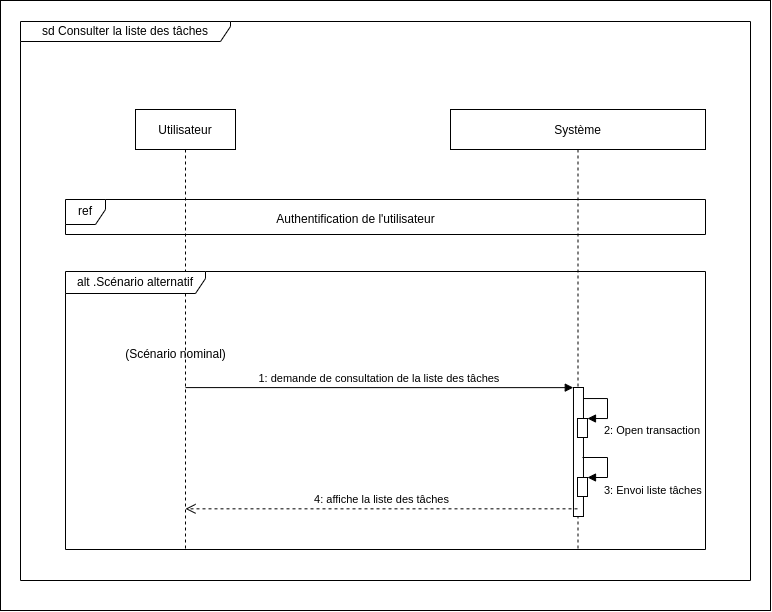 sd Consulter la liste des tâches
Utilisateur
Système
ref
Authentification de l'utilisateur
alt .Scénario alternatif
(Scénario nominal)
1: demande de consultation de la liste des tâches
2: Open transaction
3: Envoi liste tâches
4: affiche la liste des tâches